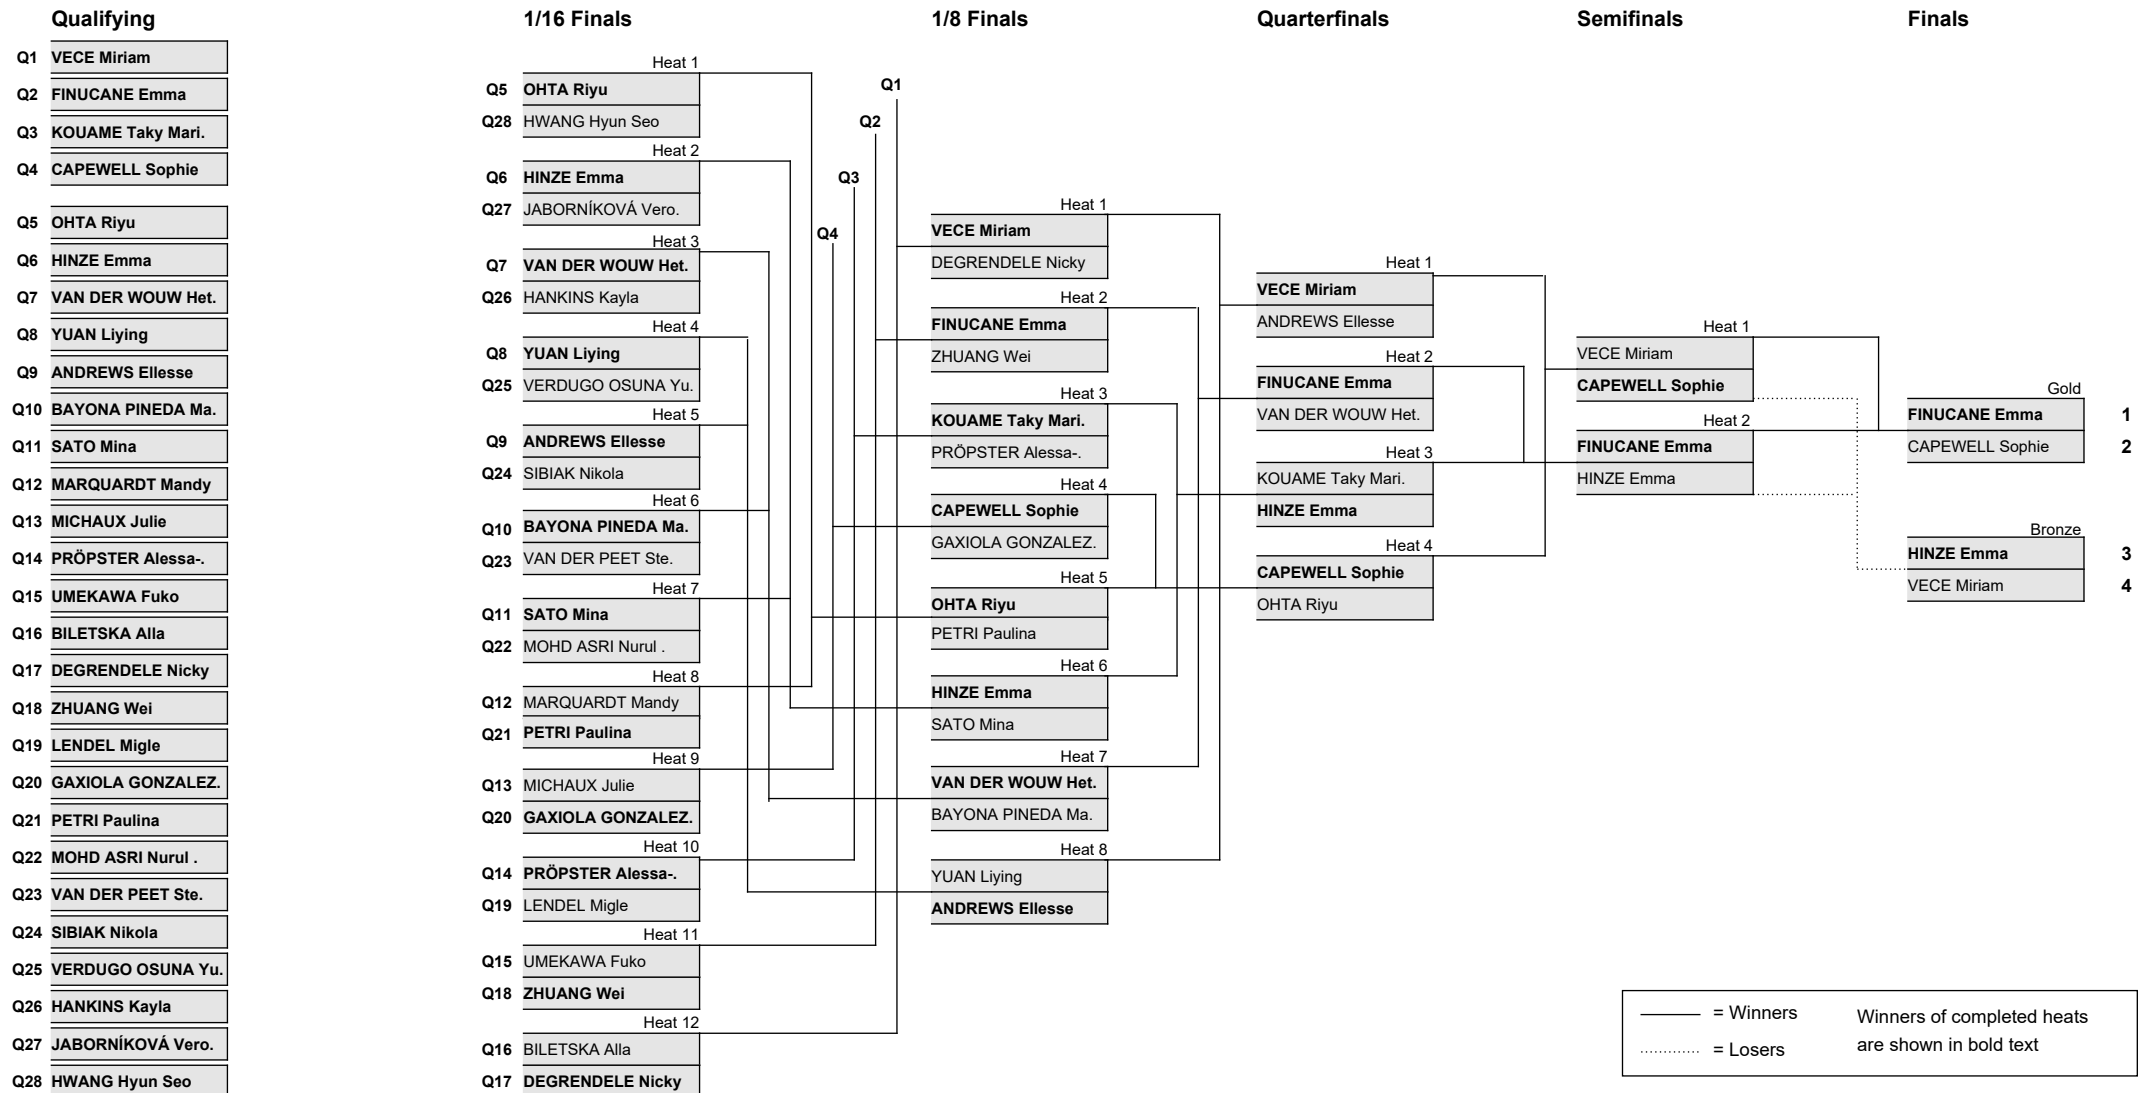 Qualifying
Q1 VECE Miriam
Q2 FINUCANE Emma
Q3 KOUAME Taky Mari.
Q4 CAPEWELL Sophie
Q5 OHTA Riyu
Q6 HINZE Emma
Q7 VAN DER WOUW Het.
Q8 YUAN Liying
Q9 ANDREWS Ellesse
Q10 BAYONA PINEDA Ma.
Q11 SATO Mina
Q12 MARQUARDT Mandy
Q13 MICHAUX Julie
Q14 PRÖPSTER Alessa-.
Q15 UMEKAWA Fuko
Q16 BILETSKA Alla
Q17 DEGRENDELE Nicky
Q18 ZHUANG Wei
Q19 LENDEL Migle
Q20 GAXIOLA GONZALEZ.
Q21 PETRI Paulina
Q22 MOHD ASRI Nurul .
Q23 VAN DER PEET Ste.
Q24 SIBIAK Nikola
Q25 VERDUGO OSUNA Yu.
Q26 HANKINS Kayla
Q27 JABORNÍKOVÁ Vero.
Q28 HWANG Hyun Seo
1/16 Finals
Heat 1
Q5 OHTA Riyu
Q28 HWANG Hyun Seo
Heat 2
Q6 HINZE Emma
Q27 JABORNÍKOVÁ Vero.
Heat 3
Q7 VAN DER WOUW Het.
Q26 HANKINS Kayla
Heat 4
Q8 YUAN Liying
Q25 VERDUGO OSUNA Yu.
Heat 5
Q9 ANDREWS Ellesse
Q24 SIBIAK Nikola
Heat 6
Q10 BAYONA PINEDA Ma.
Q23 VAN DER PEET Ste.
Heat 7
Q11 SATO Mina
Q22 MOHD ASRI Nurul .
Heat 8
Q12 MARQUARDT Mandy
Q21 PETRI Paulina
Heat 9
Q13 MICHAUX Julie
Q20 GAXIOLA GONZALEZ.
Heat 10
Q14 PRÖPSTER Alessa-.
Q19 LENDEL Migle
Heat 11
Q15 UMEKAWA Fuko
Q18 ZHUANG Wei
Heat 12
Q16 BILETSKA Alla
Q17 DEGRENDELE Nicky
Q1
Q2
Q3
Q4
1/8 Finals
Heat 1
VECE Miriam
DEGRENDELE Nicky
Heat 2
FINUCANE Emma
ZHUANG Wei
Heat 3
KOUAME Taky Mari.
PRÖPSTER Alessa-.
Heat 4
CAPEWELL Sophie
GAXIOLA GONZALEZ.
Heat 5
OHTA Riyu
PETRI Paulina
Heat 6
HINZE Emma
SATO Mina
Heat 7
VAN DER WOUW Het.
BAYONA PINEDA Ma.
Heat 8
YUAN Liying
ANDREWS Ellesse
Quarterfinals
Heat 1
VECE Miriam
ANDREWS Ellesse
Heat 2
FINUCANE Emma
VAN DER WOUW Het.
Heat 3
KOUAME Taky Mari.
HINZE Emma
Heat 4
CAPEWELL Sophie
OHTA Riyu
Semifinals
Heat 1
VECE Miriam
CAPEWELL Sophie
Heat 2
FINUCANE Emma
HINZE Emma
Finals
Gold
FINUCANE Emma 1
CAPEWELL Sophie 2
Bronze
HINZE Emma 3
VECE Miriam 4
= Winners
= Losers
Winners of completed heats
are shown in bold text